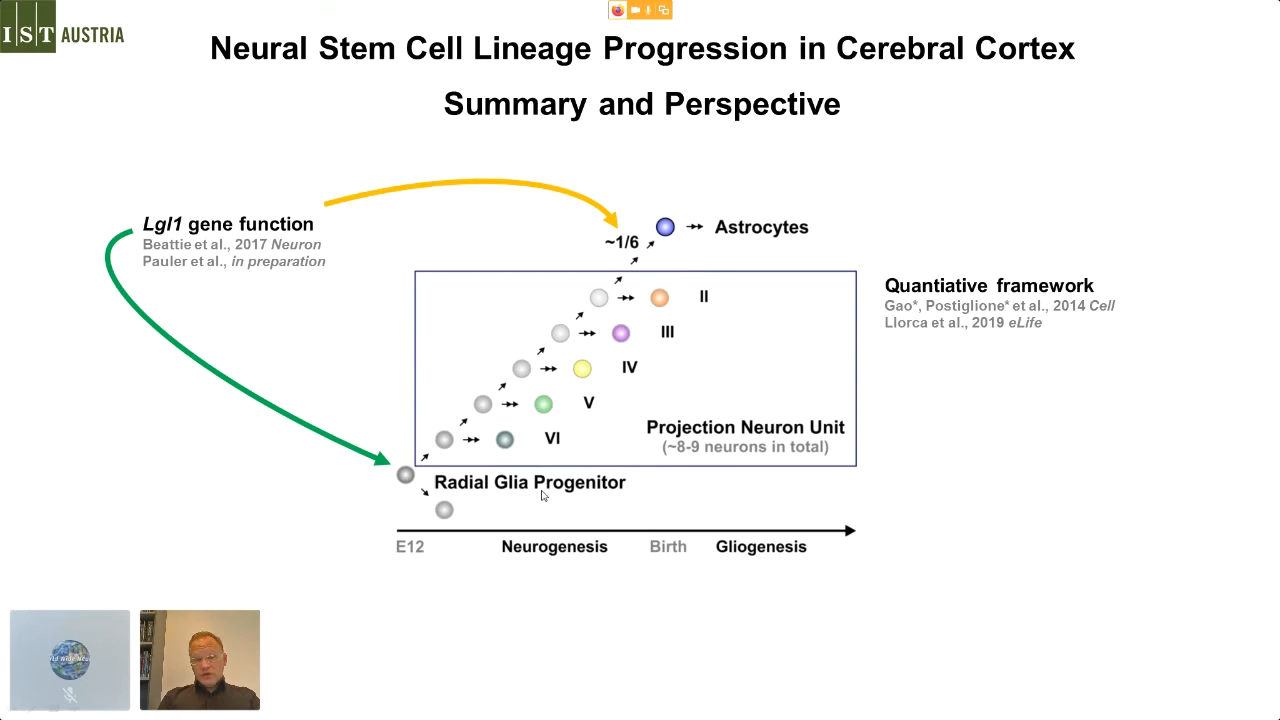 IST AUSTRIA
Neural Stem Cell Lineage Progression in Cerebral Cortex
Summary and Perspective
Lgl1 gene function
Beattie et al., 2017 Neuron
Pauler et al., in preparation
~1/6
Astrocytes
Quantiative framework
Gao*, Postiglione* et al., 2014 Cell
Llorca et al., 2019 eLife
II
III
IV
V
VI
Projection Neuron Unit
(~8-9 neurons in total)
Radial Glia Progenitor
E12
Neurogenesis
Birth
Gliogenesis